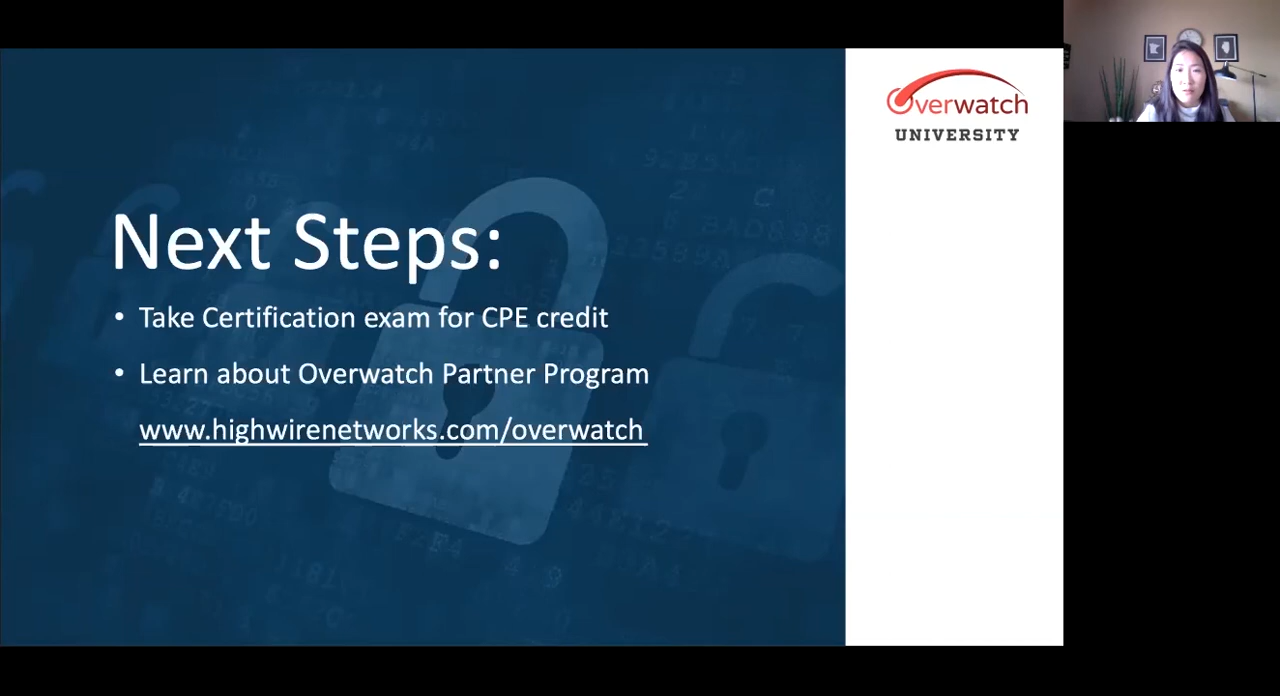 Overwatch
UNIVERSITY
Next Steps:
• Take Certification exam for CPE credit
• Learn about Overwatch Partner Program
www.highwirenetworks.com/overwatch